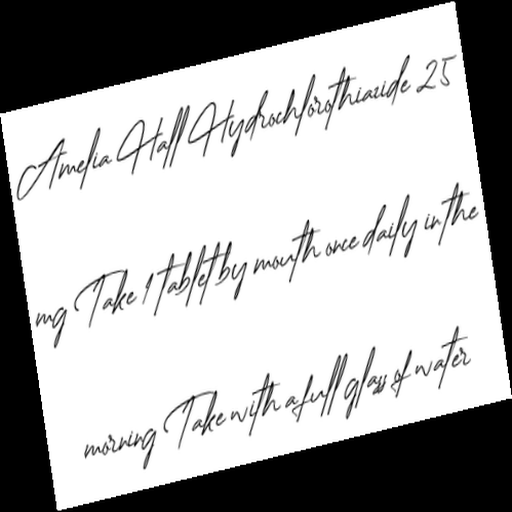 Amelia Hall Hydrochlorothiazide 25
mg Take 1 tablet by mouth once daily in the
morning Take with a full glass of water